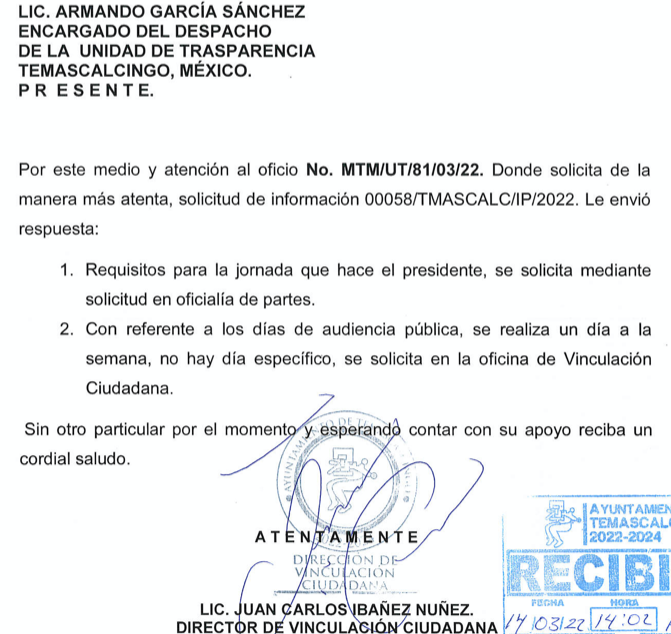 LIC. ARMANDO GARCÍA SÁNCHEZ
ENCARGADO DEL DESPACHO
DE LA UNIDAD DE TRASPARENCIA
TEMASCALCINGO, MÉXICO.
P R E S E N T E.
Por este medio y atención al oficio No. MTM/UT/81/03/22. Donde solicita de la
manera más atenta, solicitud de información 00058/TMASCALC/IP/2022. Le envió
respuesta:
1. Requisitos para la jornada que hace el presidente, se solicita mediante
solicitud en oficialía de partes.
2. Con referente a los días de audiencia pública, se realiza un día a la
semana, no hay día específico, se solicita en la oficina de Vinculación
Ciudadana.
Sin otro particular por el momento y esperando contar con su apoyo reciba un
cordial saludo.
A T E N T A M E N T E
DIRECCIÓN DE
VINCULACIÓN
CIUDADANA
LIC. JUAN CARLOS IBAÑEZ NUÑEZ.
DIRECTOR DE VINCULACIÓN CIUDADANA
AYUNTAMIEN
TEMASCALC
2022-2024
RECIBI
FECHA HORA
14/03/22 14:02